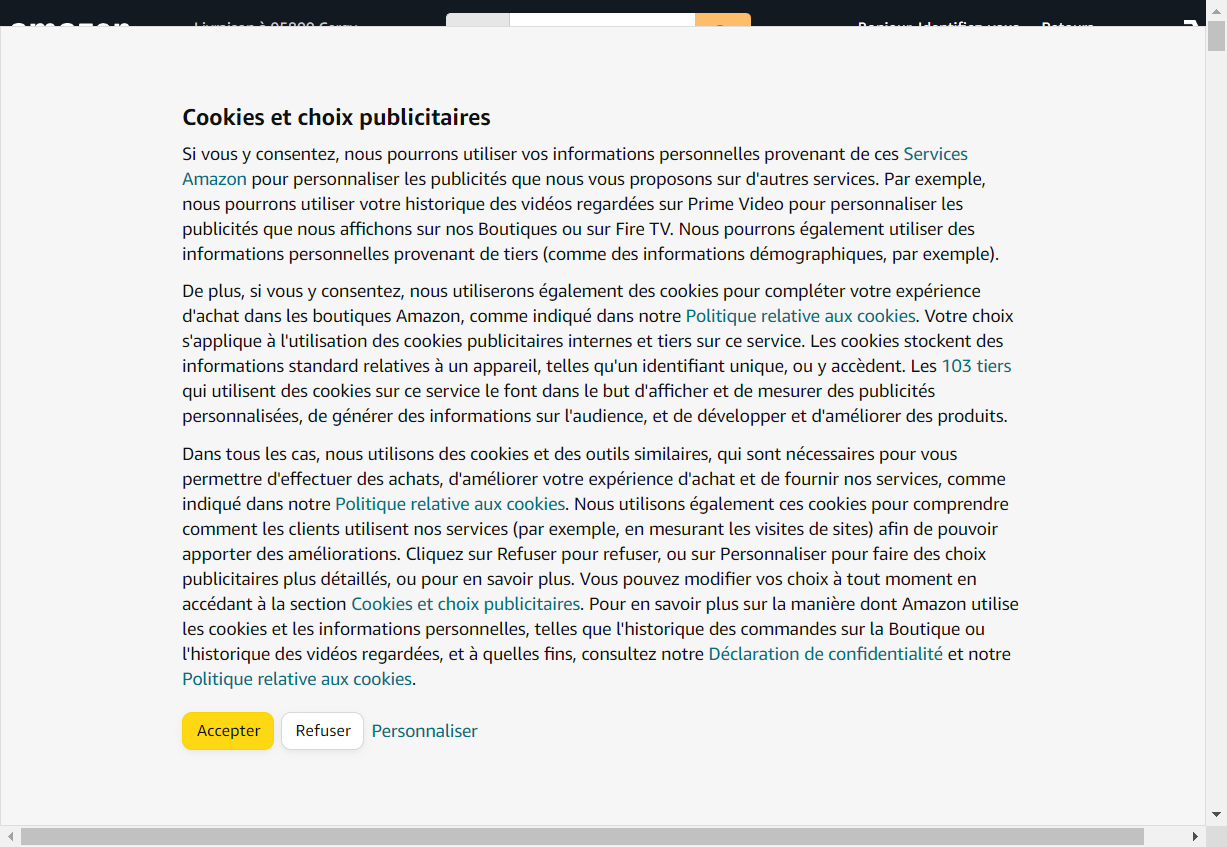 Cookies et choix publicitaires
Si vous y consentez, nous pourrons utiliser vos informations personnelles provenant de ces Services
Amazon pour personnaliser les publicités que nous vous proposons sur d'autres services. Par exemple,
nous pourrons utiliser votre historique des vidéos regardées sur Prime Video pour personnaliser les
publicités que nous affichons sur nos Boutiques ou sur Fire TV. Nous pourrons également utiliser des
informations personnelles provenant de tiers (comme des informations démographiques, par exemple).
De plus, si vous y consentez, nous utiliserons également des cookies pour compléter votre expérience
d'achat dans les boutiques Amazon, comme indiqué dans notre Politique relative aux cookies. Votre choix
s'applique à l'utilisation des cookies publicitaires internes et tiers sur ce service. Les cookies stockent des
informations standard relatives à un appareil, telles qu'un identifiant unique, ou y accèdent. Les 103 tiers
qui utilisent des cookies sur ce service le font dans le but d'afficher et de mesurer des publicités
personnalisées, de générer des informations sur l'audience, et de développer et d'améliorer des produits.
Dans tous les cas, nous utilisons des cookies et des outils similaires, qui sont nécessaires pour vous
permettre d'effectuer des achats, d'améliorer votre expérience d'achat et de fournir nos services, comme
indiqué dans notre Politique relative aux cookies. Nous utilisons également ces cookies pour comprendre
comment les clients utilisent nos services (par exemple, en mesurant les visites de sites) afin de pouvoir
apporter des améliorations. Cliquez sur Refuser pour refuser, ou sur Personnaliser pour faire des choix
publicitaires plus détaillés, ou pour en savoir plus. Vous pouvez modifier vos choix à tout moment en
accédant à la section Cookies et choix publicitaires. Pour en savoir plus sur la manière dont Amazon utilise
les cookies et les informations personnelles, telles que l'historique des commandes sur la Boutique ou
l'historique des vidéos regardées, et à quelles fins, consultez notre Déclaration de confidentialité et notre
Politique relative aux cookies.
Accepter Refuser Personnaliser